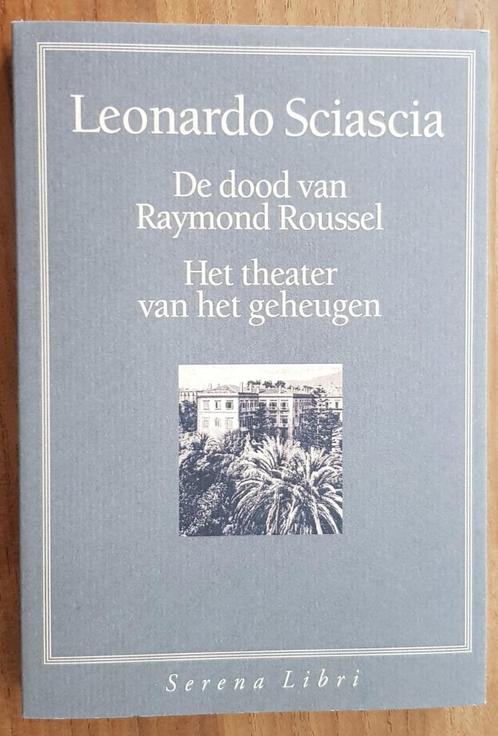 Leonardo Sciascia
De dood van
Raymond Roussel
Het theater
van het geheugen
Serena Libri